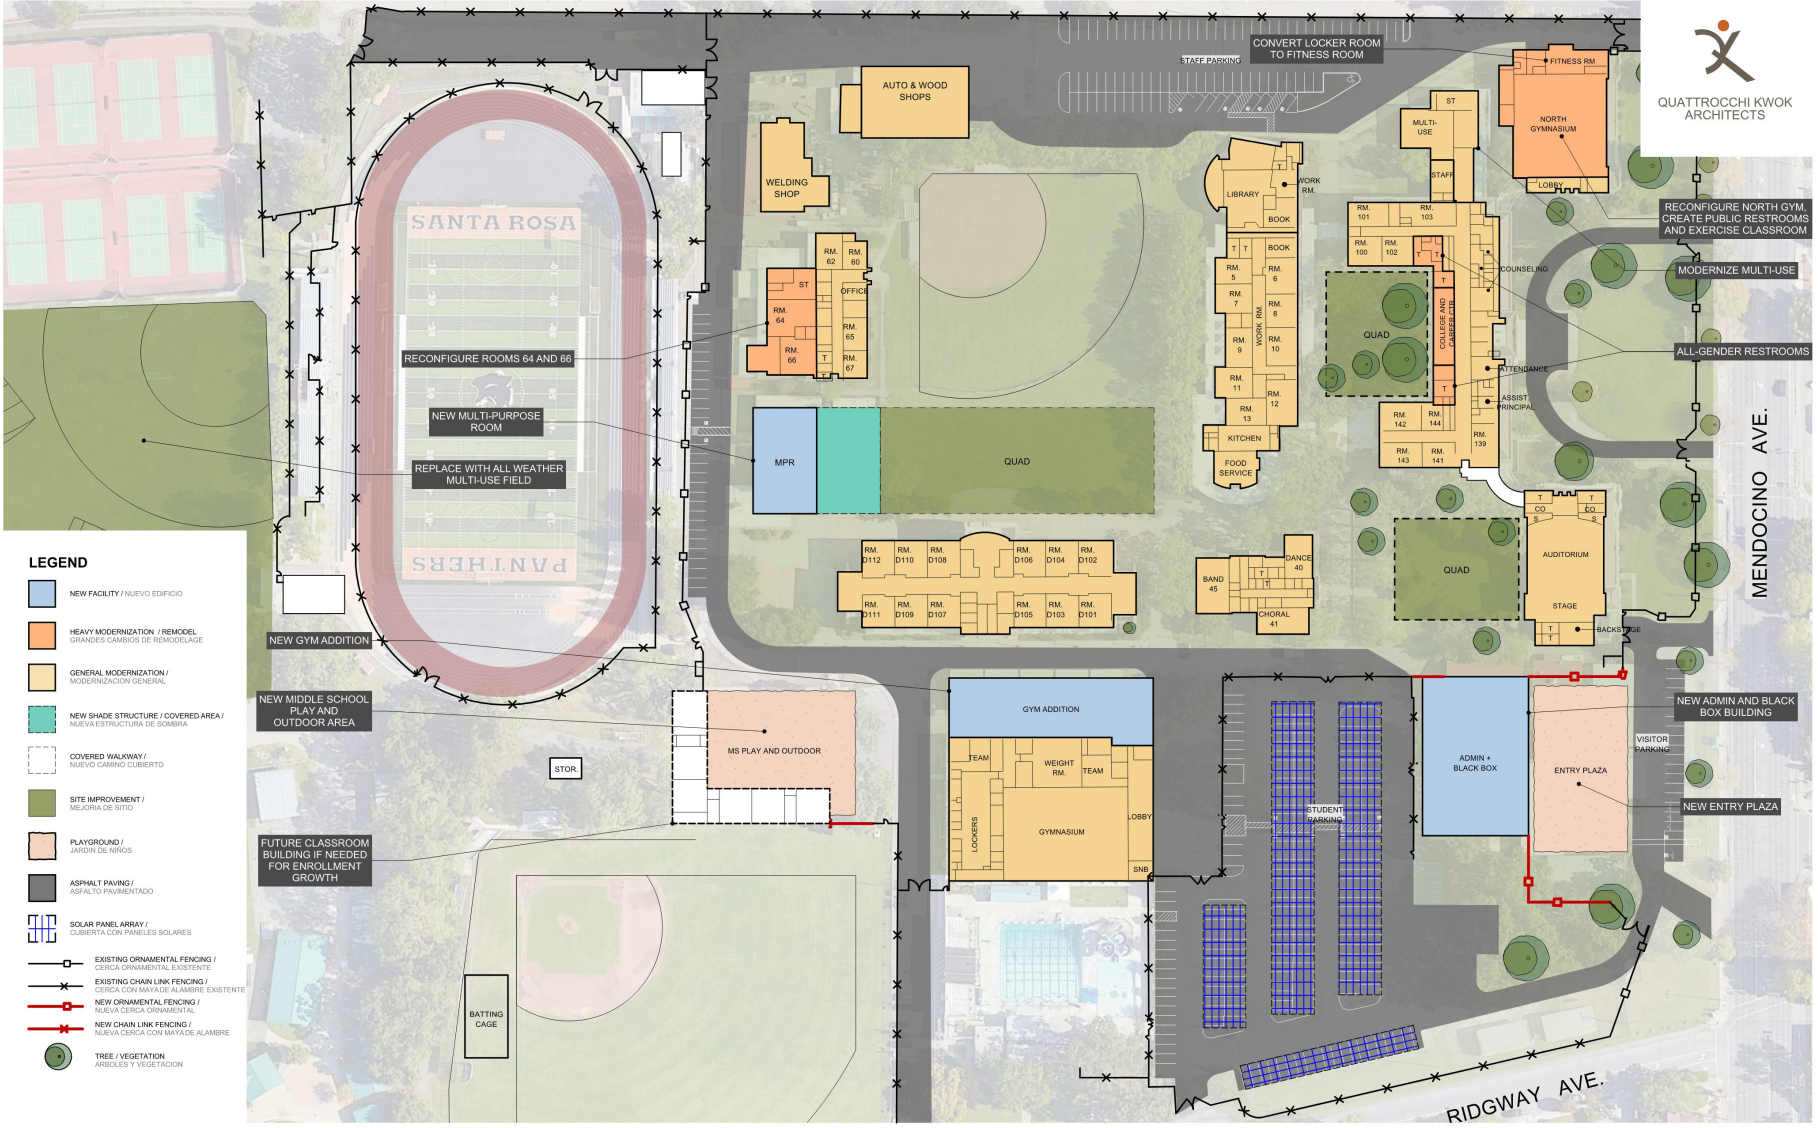 QUATTROCCHI KWOK
ARCHITECTS
CONVERT LOCKER ROOM
TO FITNESS ROOM
STAFF PARKING
FITNESS RM
NORTH
GYMNASIUM
LOBBY
AUTO & WOOD
SHOPS
WELDING
SHOP
ST
MULTI-
USE
STAFF
LIBRARY
T
WORK
RM.
BOOK
T T
BOOK
RM.
5
RM.
6
RM.
7
RM.
8
WORK RM.
RM.
9
RM.
10
RM.
11
RM.
12
RM.
13
KITCHEN
FOOD
SERVICE
RM.
101
RM.
103
RM.
100
RM.
102
T
T
T
COUNSELING
COLLEGE AND
CAREER CTR
QUAD
ATTENDANCE
T
ASSIST.
PRINCIPAL
RM.
142
RM.
144
RM.
139
RM.
143
RM.
141
RECONFIGURE NORTH GYM,
CREATE PUBLIC RESTROOMS
AND EXERCISE CLASSROOM
MODERNIZE MULTI-USE
ALL-GENDER RESTROOMS
MENDOCINO AVE.
SANTA ROSA
PANTHERS
RM.
62
RM.
60
ST
OFFICE
RM.
64
RM.
65
RM.
66
T
RM.
67
T
RECONFIGURE ROOMS 64 AND 66
NEW MULTI-PURPOSE
ROOM
REPLACE WITH ALL WEATHER
MULTI-USE FIELD
MPR
QUAD
RM.
D112
RM.
D110
RM.
D108
RM.
D106
RM.
D104
RM.
D102
RM.
D111
RM.
D109
RM.
D107
RM.
D105
RM.
D103
RM.
D101
BAND
45
DANCE
40
T
T
CHORAL
41
QUAD
T
T
CO
CO
S
S
AUDITORIUM
STAGE
T
T
BACKSTAGE
NEW GYM ADDITION
NEW MIDDLE SCHOOL
PLAY AND
OUTDOOR AREA
MS PLAY AND OUTDOOR
STOR.
FUTURE CLASSROOM
BUILDING IF NEEDED
FOR ENROLLMENT
GROWTH
BATTING
CAGE
GYM ADDITION
TEAM
WEIGHT
RM.
TEAM
LOBBY
LOCKERS
GYMNASIUM
SNB
STUDENT
PARKING
ADMIN +
BLACK BOX
ENTRY PLAZA
VISITOR
PARKING
NEW ADMIN AND BLACK
BOX BUILDING
NEW ENTRY PLAZA
RIDGWAY AVE.
LEGEND
NEW FACILITY / NUEVO EDIFICIO
HEAVY MODERNIZATION / REMODEL
GRANDES CAMBIOS DE REMODELAGE
GENERAL MODERNIZATION /
MODERNIZACION GENERAL
NEW SHADE STRUCTURE / COVERED AREA /
NUEVA ESTRUCTURA DE SOMBRA
COVERED WALKWAY /
NUEVO CAMINO CUBIERTO
SITE IMPROVEMENT /
MEJORIA DE SITIO
PLAYGROUND /
JARDIN DE NIÑOS
ASPHALT PAVING /
ASFALTO PAVIMENTADO
SOLAR PANEL ARRAY /
CUBIERTA CON PANELES SOLARES
EXISTING ORNAMENTAL FENCING /
CERCA ORNAMENTAL EXISTENTE
EXISTING CHAIN LINK FENCING /
CERCA CON MAYA DE ALAMBRE EXISTENTE
NEW ORNAMENTAL FENCING /
NUEVA CERCA ORNAMENTAL
NEW CHAIN LINK FENCING /
NUEVA CERCA CON MAYA DE ALAMBRE
TREE / VEGETATION
ARBOLES Y VEGETACION